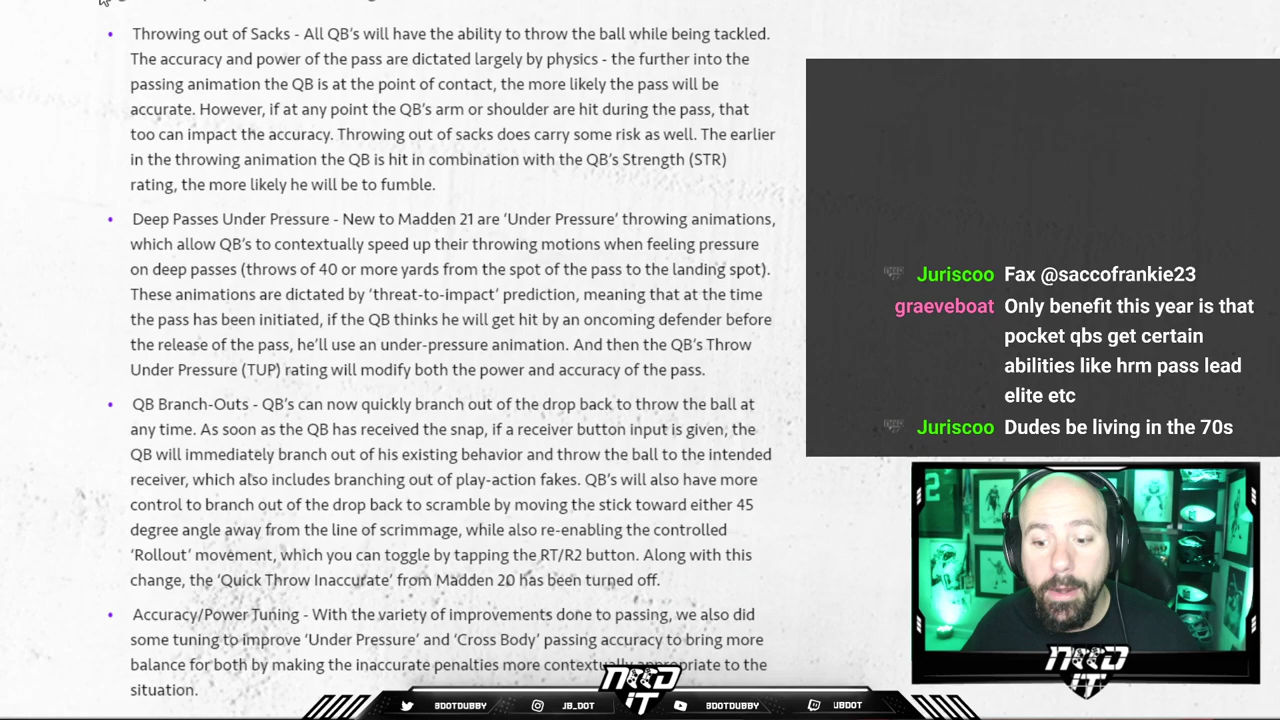 • Throwing out of Sacks - All QB's will have the ability to throw the ball while being tackled.
The accuracy and power of the pass are dictated largely by physics - the further into the
passing animation the QB is at the point of contact, the more likely the pass will be
accurate. However, if at any point the QB's arm or shoulder are hit during the pass, that
too can impact the accuracy. Throwing out of sacks does carry some risk as well. The earlier
in the throwing animation the QB is hit in combination with the QB's Strength (STR)
rating, the more likely he will be to fumble.
• Deep Passes Under Pressure - New to Madden 21 are 'Under Pressure' throwing animations,
which allow QB's to contextually speed up their throwing motions when feeling pressure
on deep passes (throws of 40 or more yards from the spot of the pass to the landing spot).
These animations are dictated by 'threat-to-impact' prediction, meaning that at the time
the pass has been initiated, if the QB thinks he will get hit by an oncoming defender before
the release of the pass, he'll use an under-pressure animation. And then the QB's Throw
Under Pressure (TUP) rating will modify both the power and accuracy of the pass.
• QB Branch-Outs - QB's can now quickly branch out of the drop back to throw the ball at
any time. As soon as the QB has received the snap, if a receiver button input is given, the
QB will immediately branch out of his existing behavior and throw the ball to the intended
receiver, which also includes branching out of play-action fakes. QB's will also have more
control to branch out of the drop back to scramble by moving the stick toward either 45
degree angle away from the line of scrimmage, while also re-enabling the controlled
'Rollout' movement, which you can toggle by tapping the RT/R2 button. Along with this
change, the 'Quick Throw Inaccurate' from Madden 20 has been turned off.
• Accuracy/Power Tuning - With the variety of improvements done to passing, we also did
some tuning to improve 'Under Pressure' and 'Cross Body' passing accuracy to bring more
balance for both by making the inaccurate penalties more contextually appropriate to the
situation.
Juriscoo Fax @saccofrankie23
graeveboat Only benefit this year is that
pocket qbs get certain
abilities like hrm pass lead
elite etc
Juriscoo Dudes be living in the 70s
NEED
IT
NEED
IT
JB_DOT